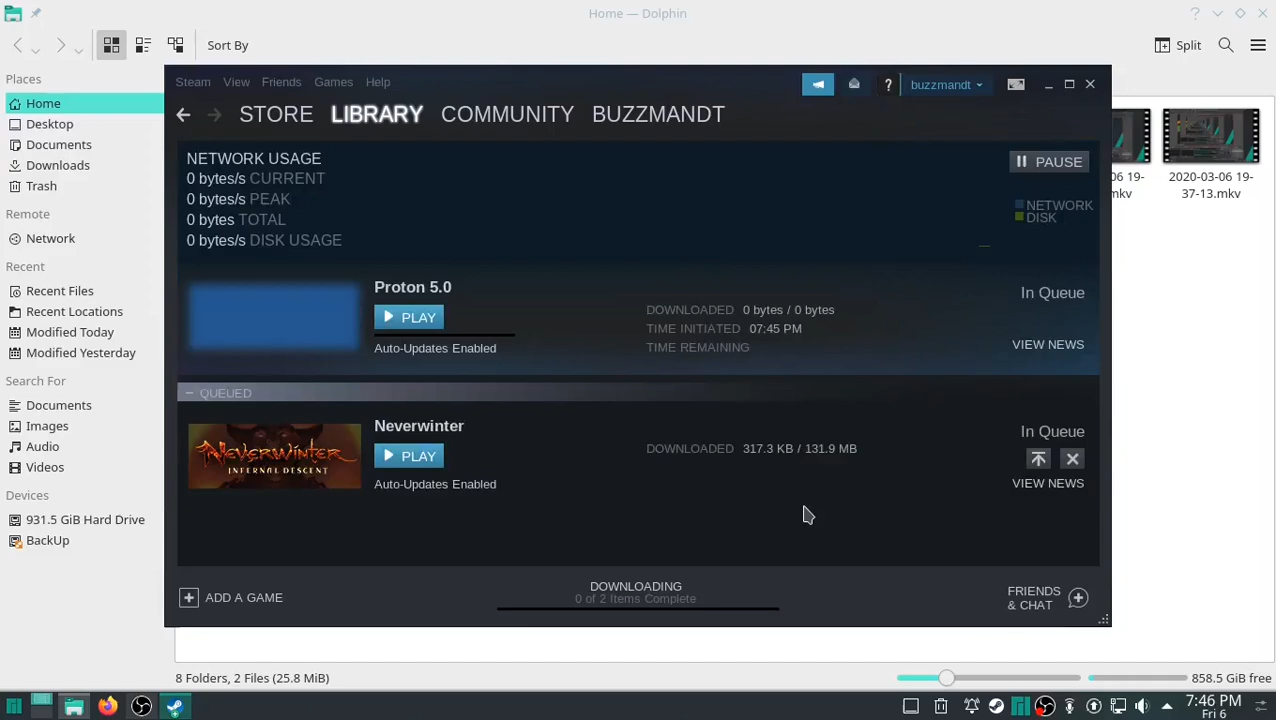 Home — Dolphin
Sort By
Split
Places
Home
Desktop
Documents
Downloads
Trash
Remote
Network
Recent
Recent Files
Recent Locations
Modified Today
Modified Yesterday
Search For
Documents
Images
Audio
Videos
Devices
931.5 GiB Hard Drive
BackUp
Steam View Friends Games Help
? buzzmandt
STORE LIBRARY COMMUNITY BUZZMANDT
NETWORK USAGE
0 bytes/s CURRENT
0 bytes/s PEAK
0 bytes TOTAL
0 bytes/s DISK USAGE
PAUSE
NETWORK
DISK
Proton 5.0
PLAY
Auto-Updates Enabled
DOWNLOADED 0 bytes / 0 bytes
TIME INITIATED 07:45 PM
TIME REMAINING
In Queue
VIEW NEWS
QUEUED
NEVERWINTER
INFERNAL DESCENT
Neverwinter
PLAY
Auto-Updates Enabled
DOWNLOADED 317.3 KB / 131.9 MB
In Queue
VIEW NEWS
ADD A GAME
DOWNLOADING
0 of 2 Items Complete
FRIENDS
& CHAT
06 19-
.mkv
2020-03-06 19-
37-13.mkv
8 Folders, 2 Files (25.8 MiB)
858.5 GiB free
7:46 PM
Fri 6